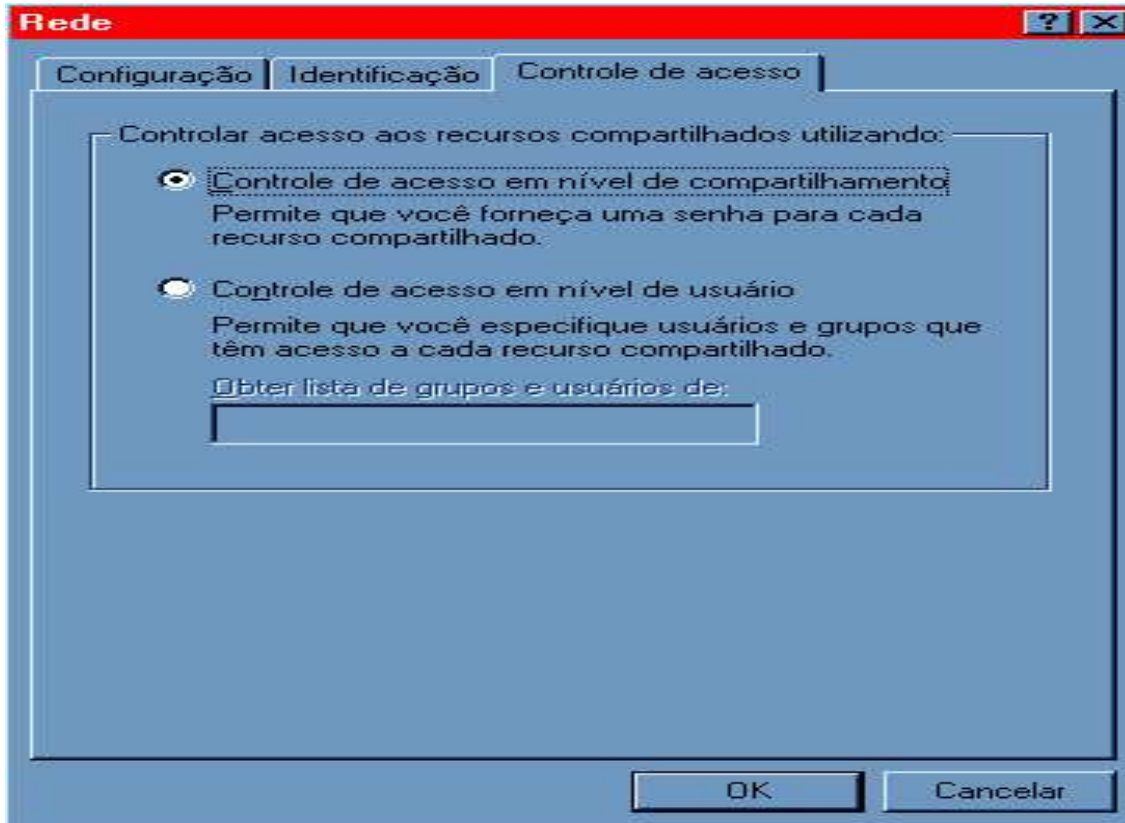 Rede
Configuração Identificação Controle de acesso
Controlar acesso aos recursos compartilhados utilizando:
Controle de acesso em nível de compartilhamento
Permite que você forneça uma senha para cada
recurso compartilhado.
Controle de acesso em nível de usuário
Permite que você especifique usuários e grupos que
têm acesso a cada recurso compartilhado.
Obter lista de grupos e usuários de:
OK Cancelar